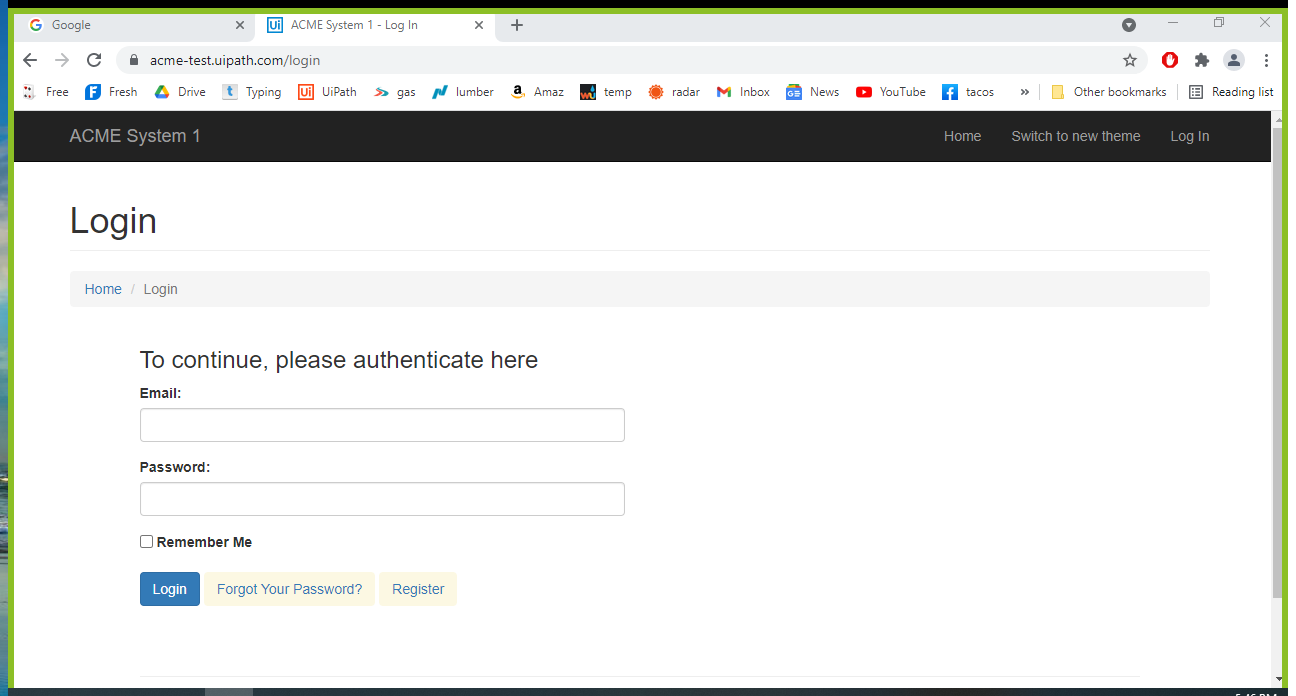 Google
ACME System 1 - Log In
acme-test.uipath.com/login
Free Fresh Drive Typing UiPath gas lumber Amaz temp radar Inbox News YouTube tacos » Other bookmarks Reading list
ACME System 1 Home Switch to new theme Log In
Login
Home / Login
To continue, please authenticate here
Email:
Password:
Remember Me
Login Forgot Your Password? Register